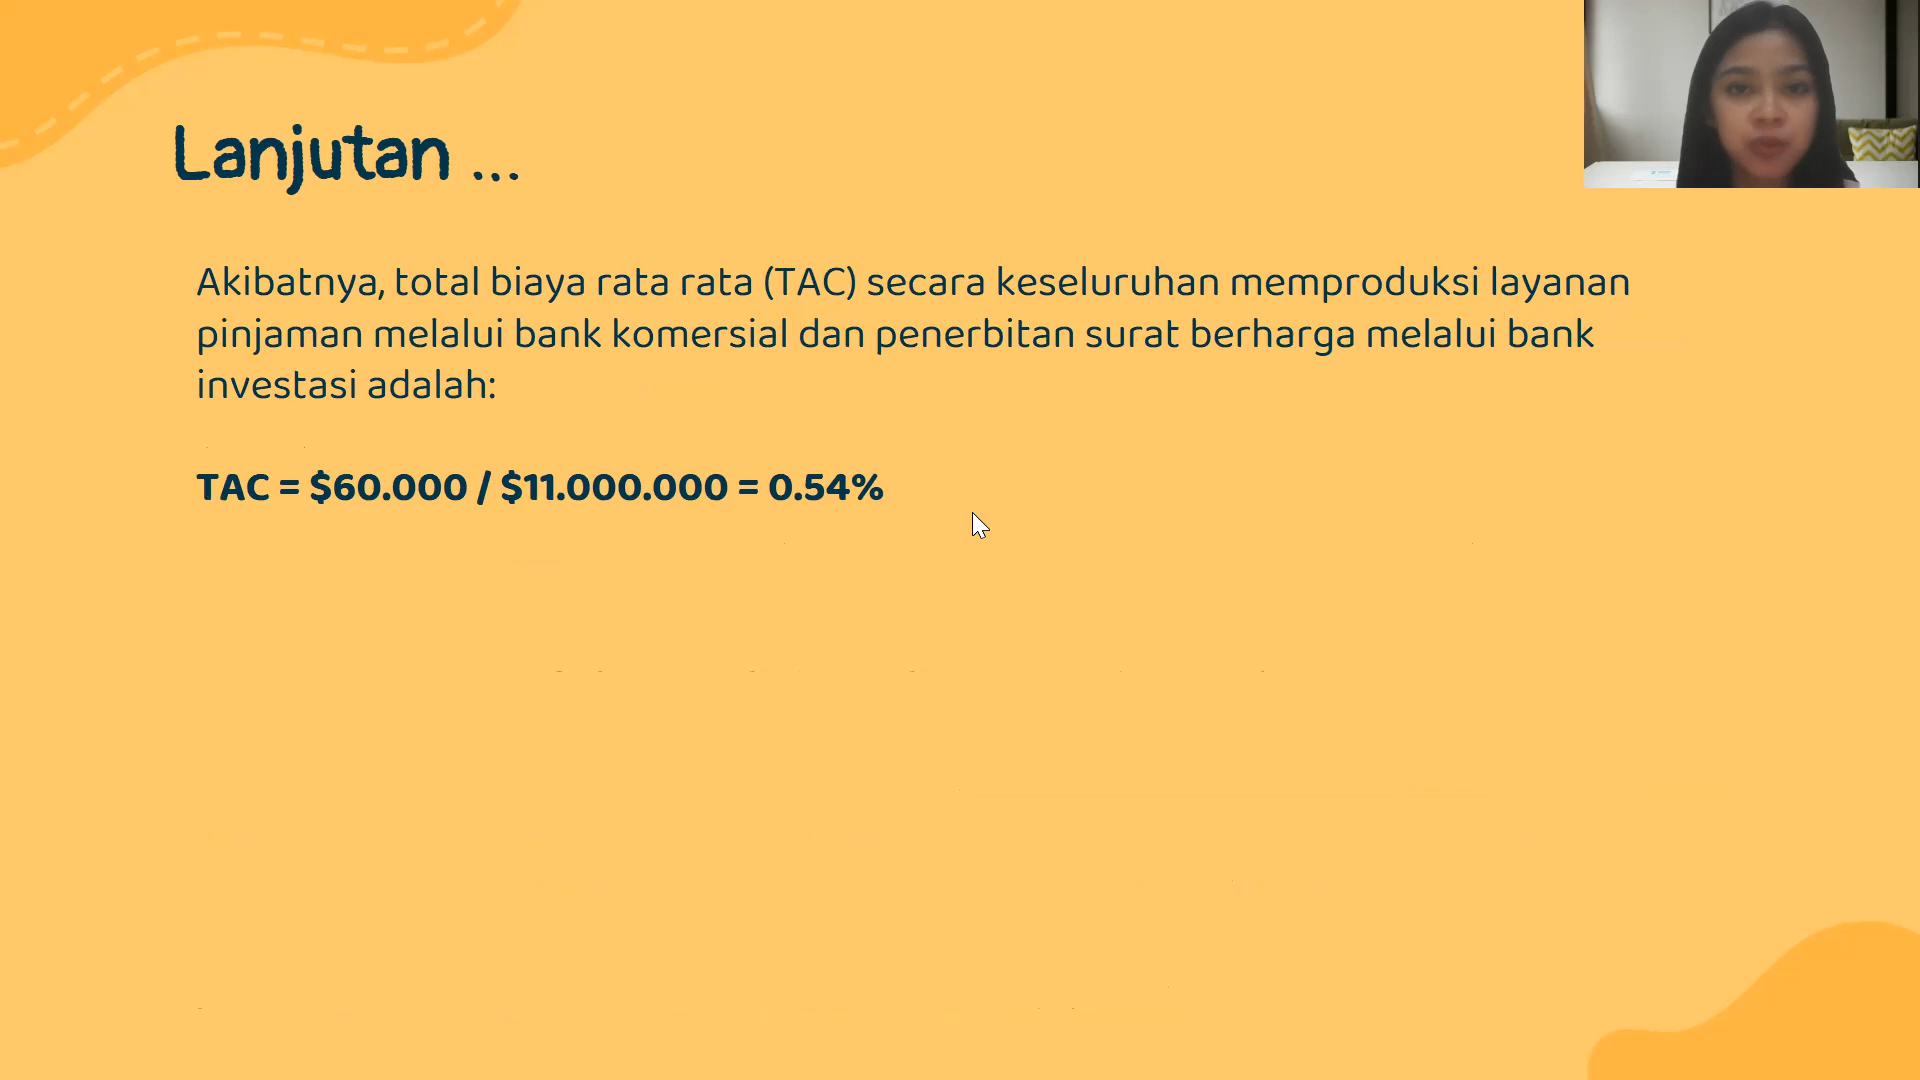 Lanjutan ...
Akibatnya, total biaya rata rata (TAC) secara keseluruhan memproduksi layanan
pinjaman melalui bank komersial dan penerbitan surat berharga melalui bank
investasi adalah:
TAC = $60.000 / $11.000.000 = 0.54%